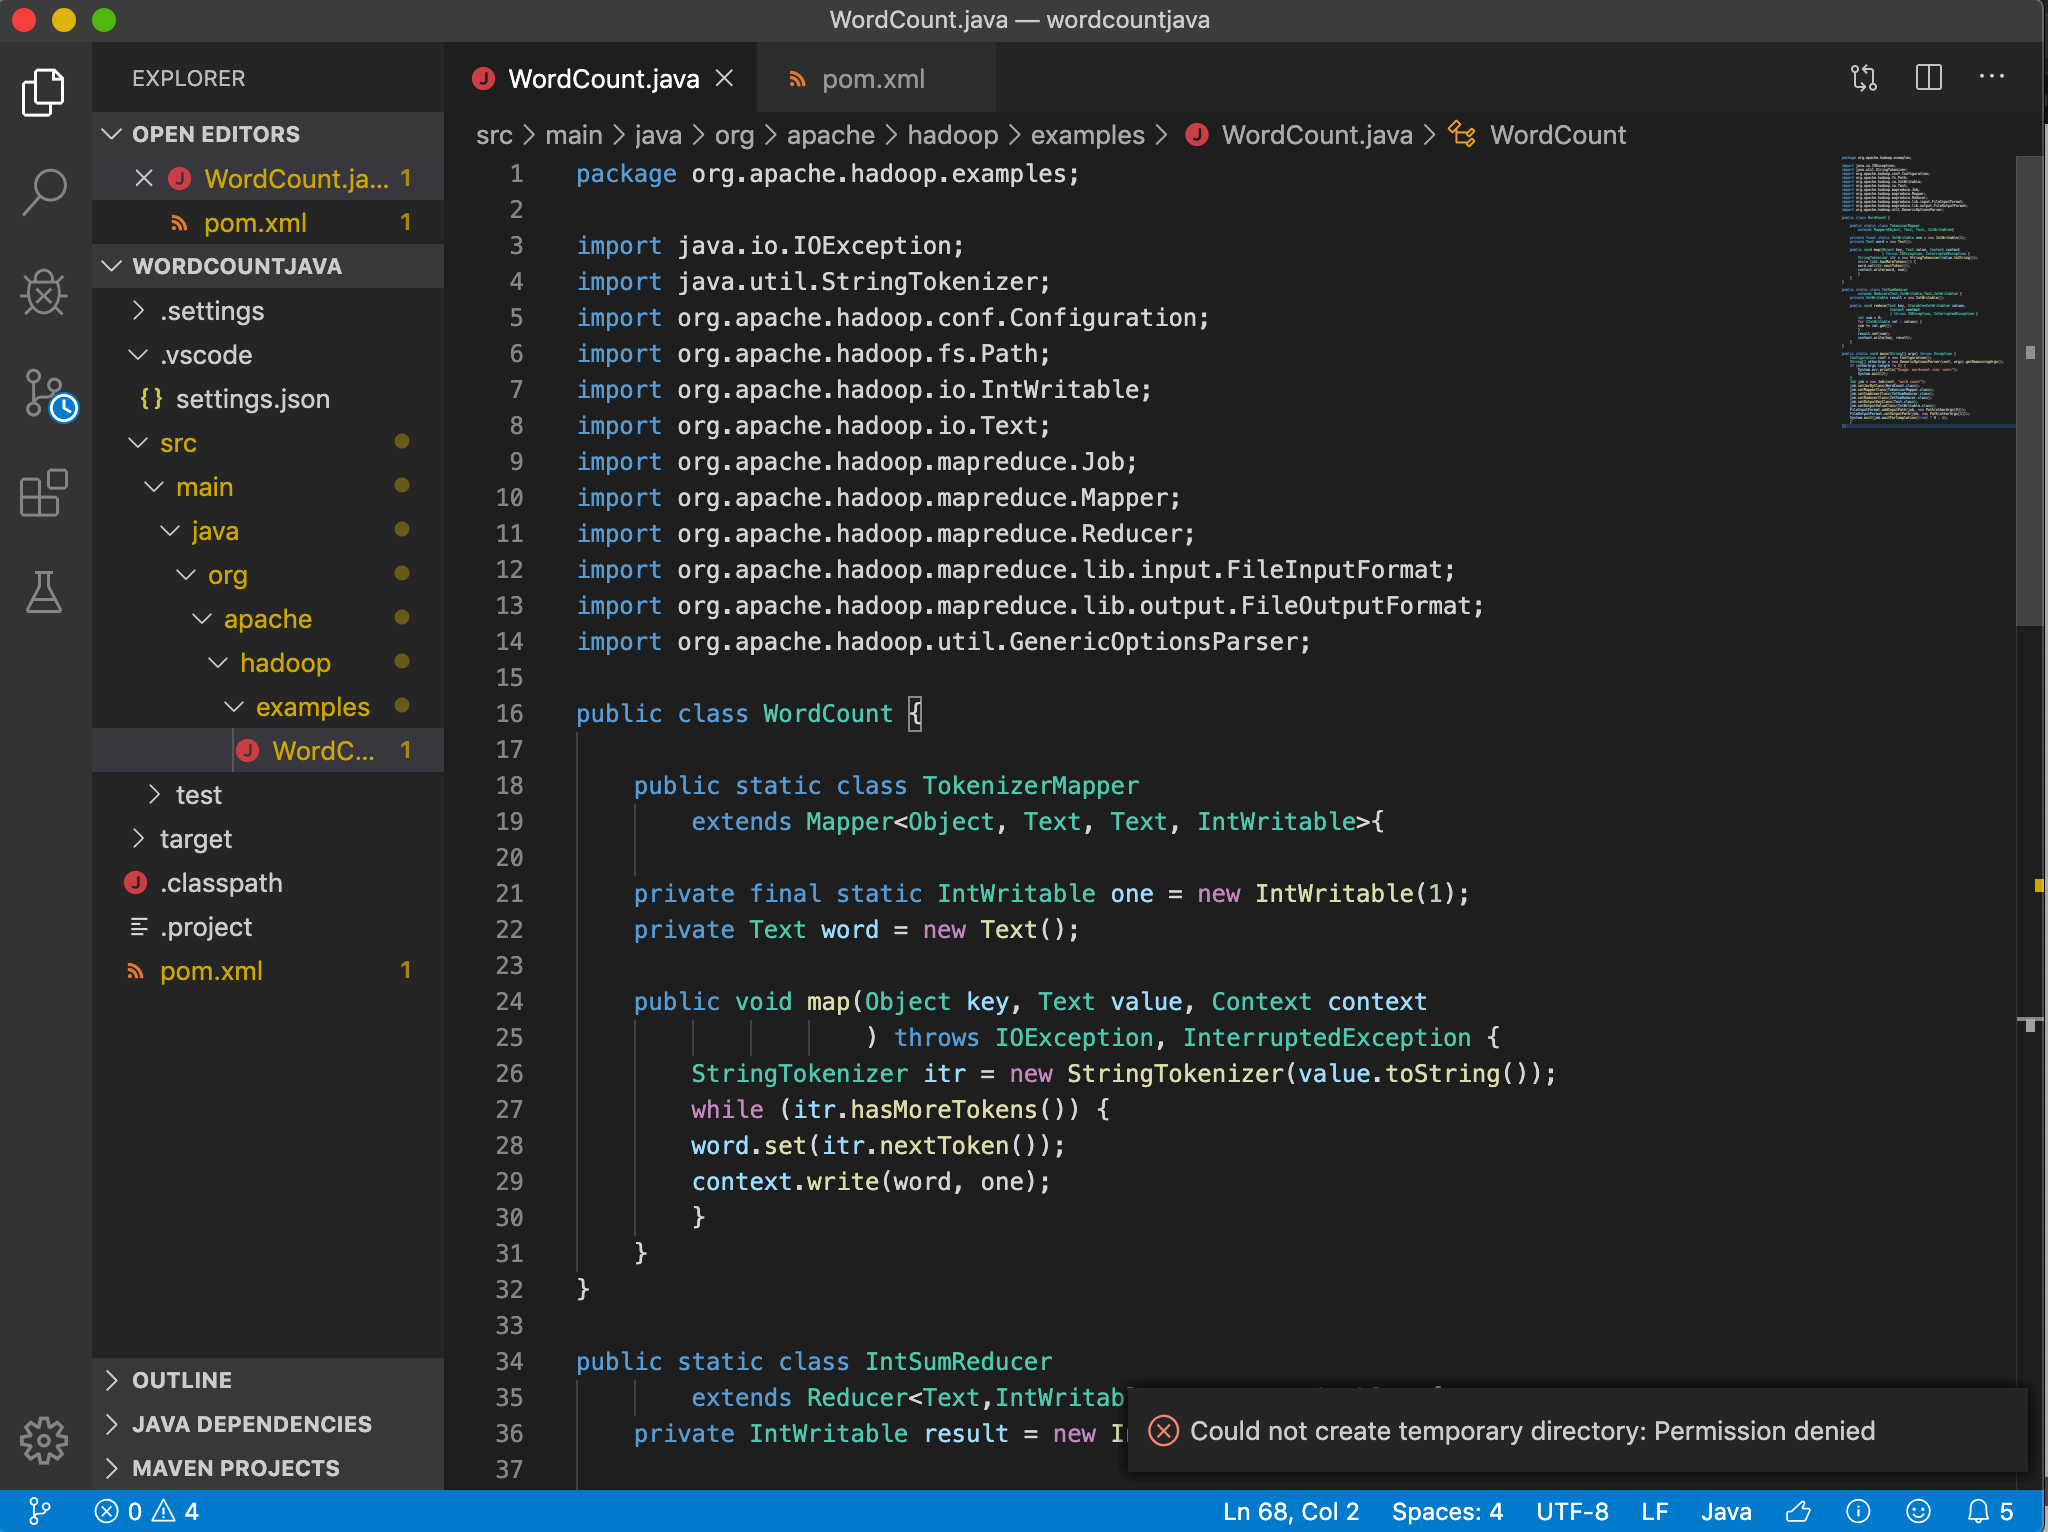 WordCount.java — wordcountjava
EXPLORER
OPEN EDITORS
WordCount.ja... 1
pom.xml 1
WORDCOUNTJAVA
.settings
.vscode
{} settings.json
src
main
java
org
apache
hadoop
examples
WordC... 1
test
target
.classpath
.project
pom.xml 1
OUTLINE
JAVA DEPENDENCIES
MAVEN PROJECTS
WordCount.java
pom.xml
src > main > java > org > apache > hadoop > examples > WordCount.java > WordCount
1 package org.apache.hadoop.examples;
2
3 import java.io.IOException;
4 import java.util.StringTokenizer;
5 import org.apache.hadoop.conf.Configuration;
6 import org.apache.hadoop.fs.Path;
7 import org.apache.hadoop.io.IntWritable;
8 import org.apache.hadoop.io.Text;
9 import org.apache.hadoop.mapreduce.Job;
10 import org.apache.hadoop.mapreduce.Mapper;
11 import org.apache.hadoop.mapreduce.Reducer;
12 import org.apache.hadoop.mapreduce.lib.input.FileInputFormat;
13 import org.apache.hadoop.mapreduce.lib.output.FileOutputFormat;
14 import org.apache.hadoop.util.GenericOptionsParser;
15
16 public class WordCount {
17
18 public static class TokenizerMapper
19 extends Mapper<Object, Text, Text, IntWritable>{
20
21 private final static IntWritable one = new IntWritable(1);
22 private Text word = new Text();
23
24 public void map(Object key, Text value, Context context
25 ) throws IOException, InterruptedException {
26 StringTokenizer itr = new StringTokenizer(value.toString());
27 while (itr.hasMoreTokens()) {
28 word.set(itr.nextToken());
29 context.write(word, one);
30 }
31 }
32 }
33
34 public static class IntSumReducer
35 extends Reducer<Text,IntWritab
36 private IntWritable result = new I
37
Could not create temporary directory: Permission denied
0 4
Ln 68, Col 2 Spaces: 4 UTF-8 LF Java 5